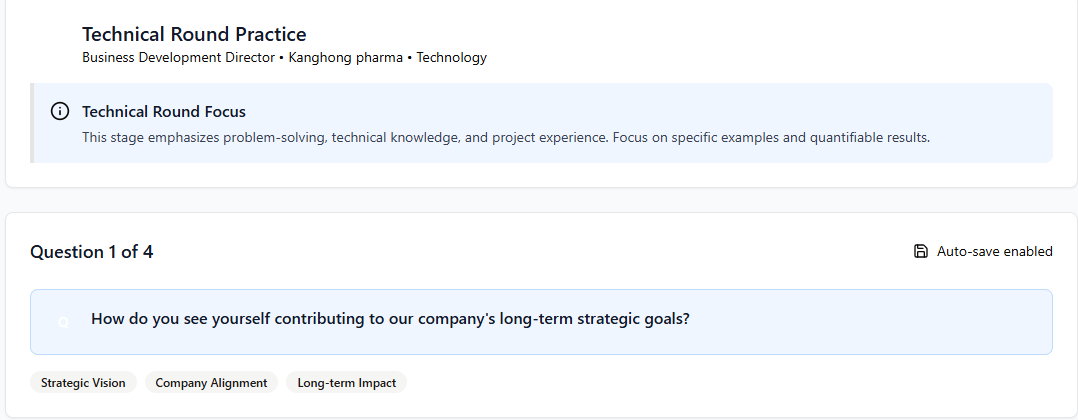 Technical Round Practice
Business Development Director • Kanghong pharma • Technology
Technical Round Focus
This stage emphasizes problem-solving, technical knowledge, and project experience. Focus on specific examples and quantifiable results.
Question 1 of 4
Auto-save enabled
Q
How do you see yourself contributing to our company's long-term strategic goals?
Strategic Vision
Company Alignment
Long-term Impact